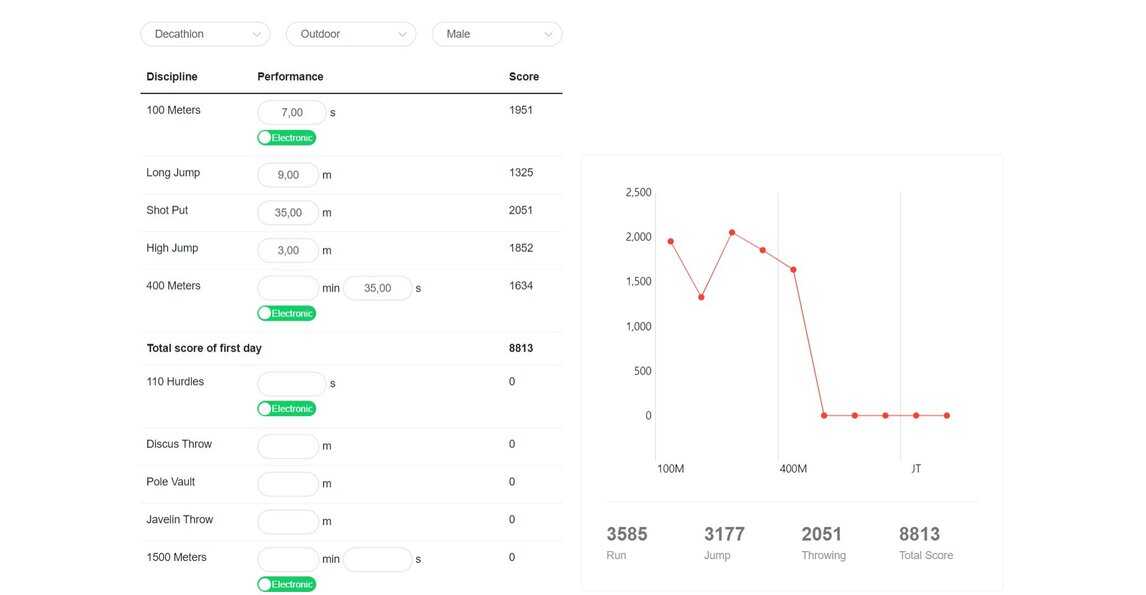 Decathlon Outdoor Male
Discipline Performance Score
100 Meters 7,00 s 1951
Electronic
Long Jump 9,00 m 1325
Shot Put 35,00 m 2051
High Jump 3,00 m 1852
400 Meters min 35,00 s 1634
Electronic
Total score of first day 8813
110 Hurdles s 0
Electronic
Discus Throw m 0
Pole Vault m 0
Javelin Throw m 0
1500 Meters min s 0
Electronic
2,500
2,000
1,500
1,000
500
0
100M 400M JT
3585 3177 2051 8813
Run Jump Throwing Total Score